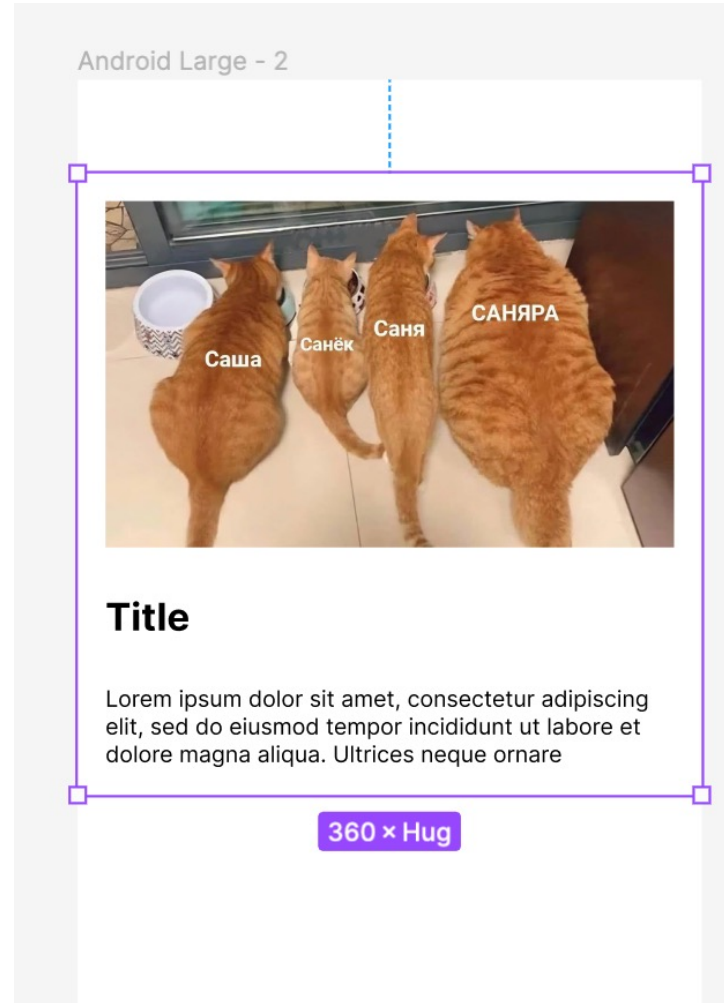 Android Large - 2
Саша
Санёк
Саня
САНЯРА
Title
Lorem ipsum dolor sit amet, consectetur adipiscing
elit, sed do eiusmod tempor incididunt ut labore et
dolore magna aliqua. Ultrices neque ornare
360 × Hug